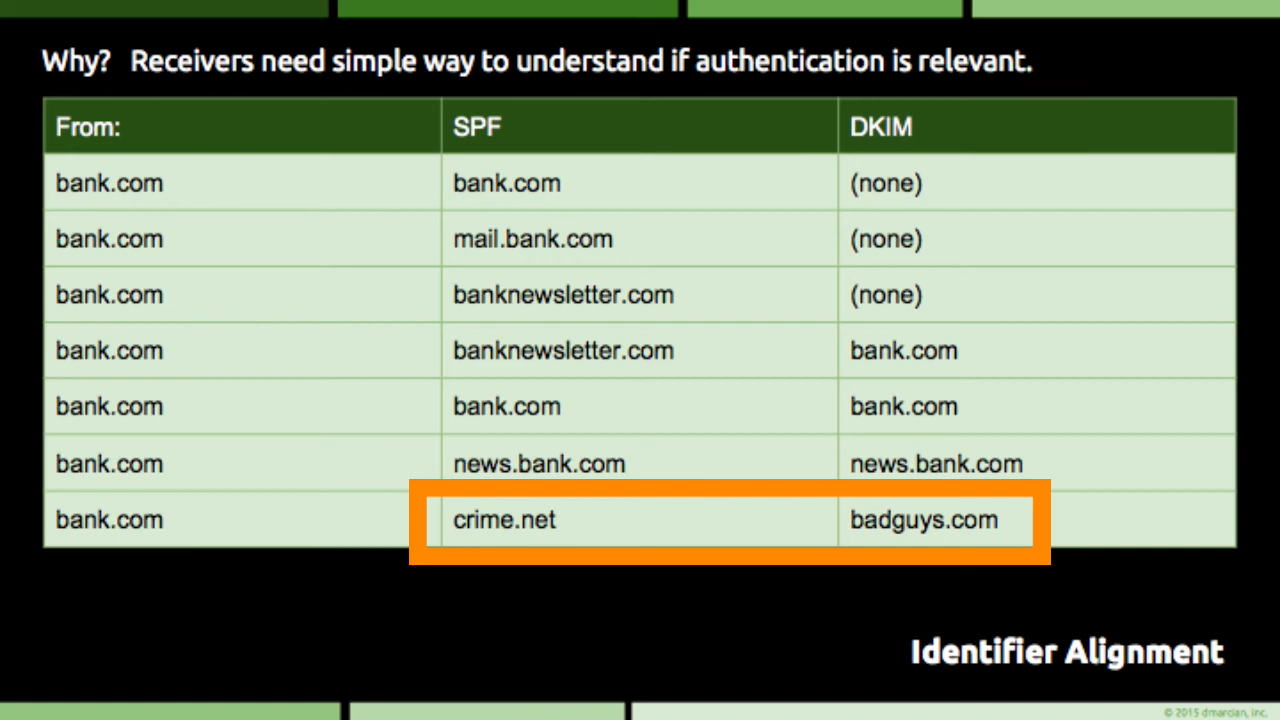 Why? Receivers need simple way to understand if authentication is relevant.
From: SPF DKIM
bank.com bank.com (none)
bank.com mail.bank.com (none)
bank.com banknewsletter.com (none)
bank.com banknewsletter.com bank.com
bank.com bank.com bank.com
bank.com news.bank.com news.bank.com
bank.com crime.net badguys.com
Identifier Alignment
© 2015 dmarcian, inc.